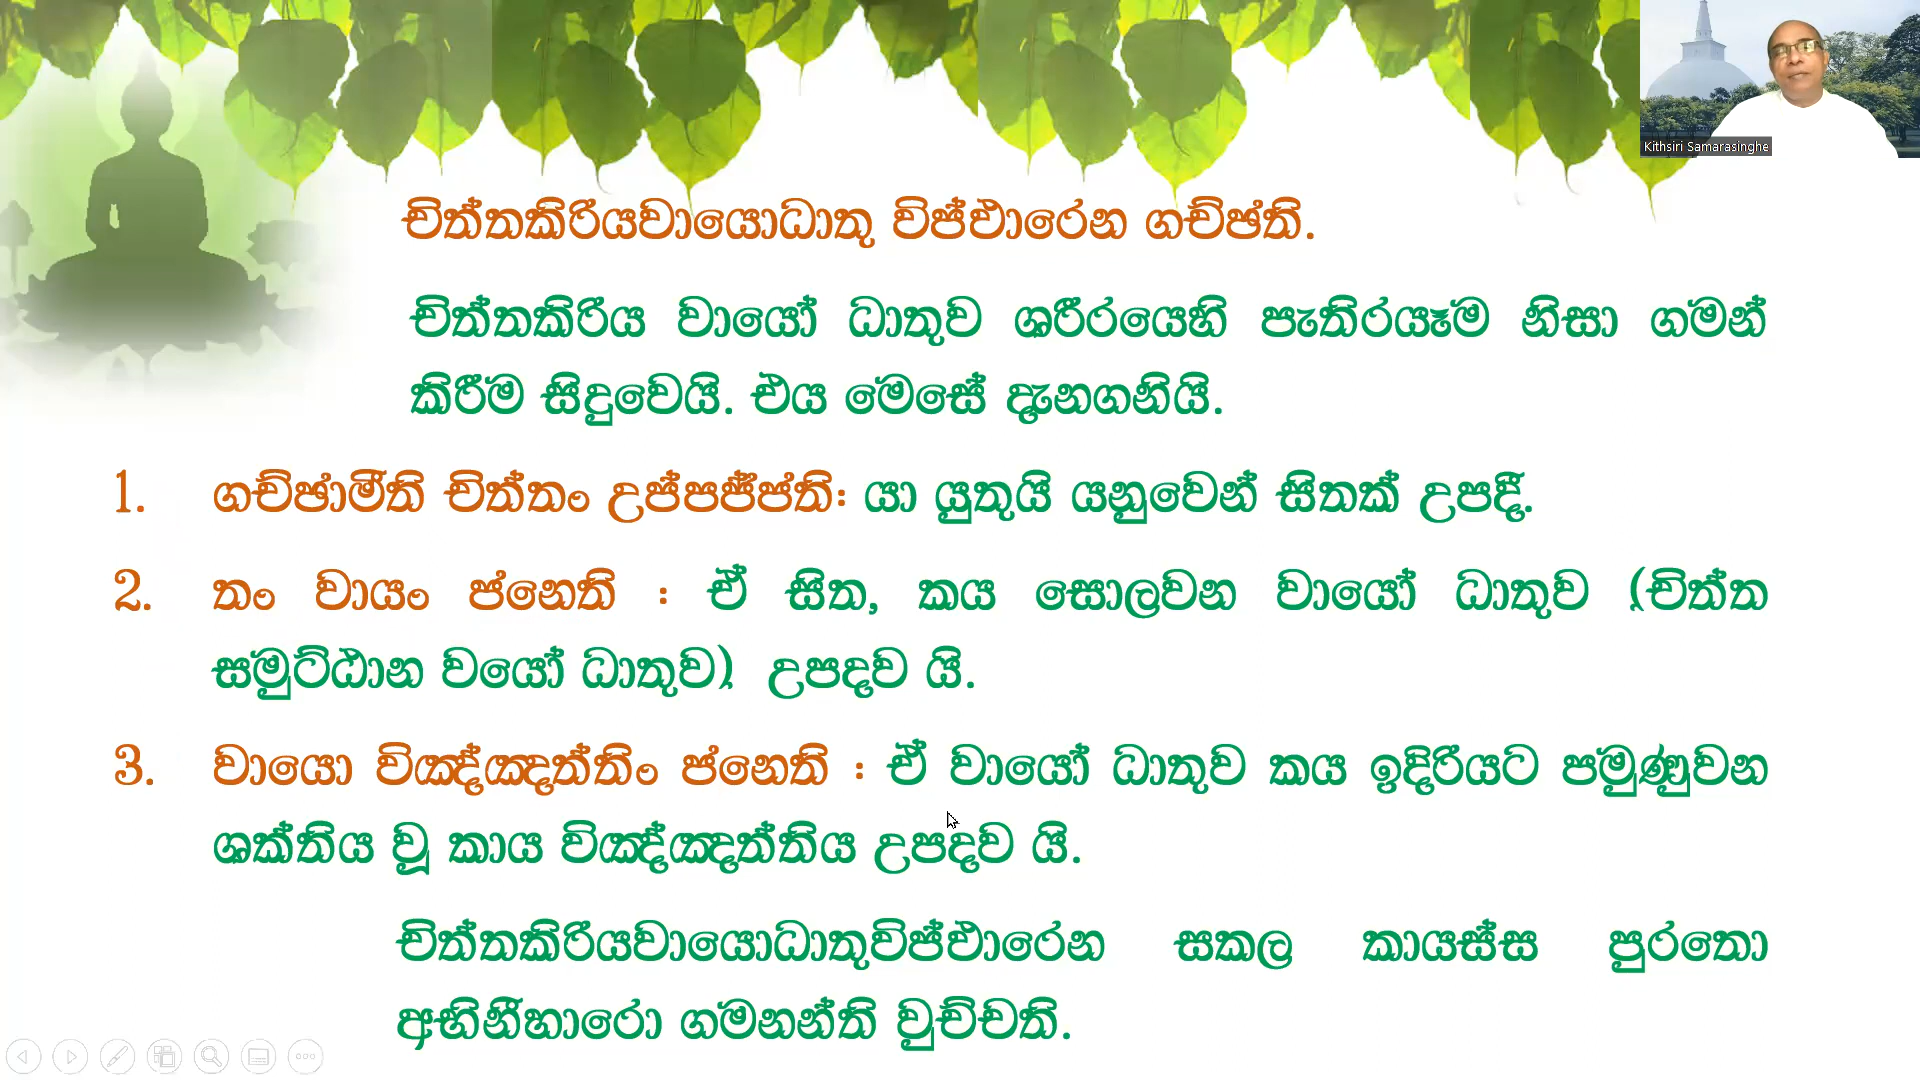 Kithsiri Samarasinghe
චිත්තකිරියවායොධාතු විප්ඵාරෙන ගච්ඡති.
චිත්තකිරිය වායෝ ධාතුව ශරීරයෙහි පැතිරයෑම නිසා ගමන්
කිරීම සිදුවෙයි. එය මෙසේ දැනගනියි.
1. ගච්ඡාමීති චිත්තං උප්පජ්ජති: යා යුතුයි යනුවෙන් සිතක් උපදී.
2. තං වායං ජනෙති : ඒ සිත, කය සොලවන වායෝ ධාතුව (චිත්ත
සමුට්ඨාන වයෝ ධාතුව) උපදව යි.
3. වායො විඤ්ඤත්තිං ජනෙති : ඒ වායෝ ධාතුව කය ඉදිරියට පමුණුවන
ශක්තිය වූ කාය විඤ්ඤත්තිය උපදව යි.
චිත්තකිරියවායොධාතුවිප්ඵාරෙන සකල කායස්ස පුරතො
අභිනීහාරො ගමනන්ති වුච්චති.